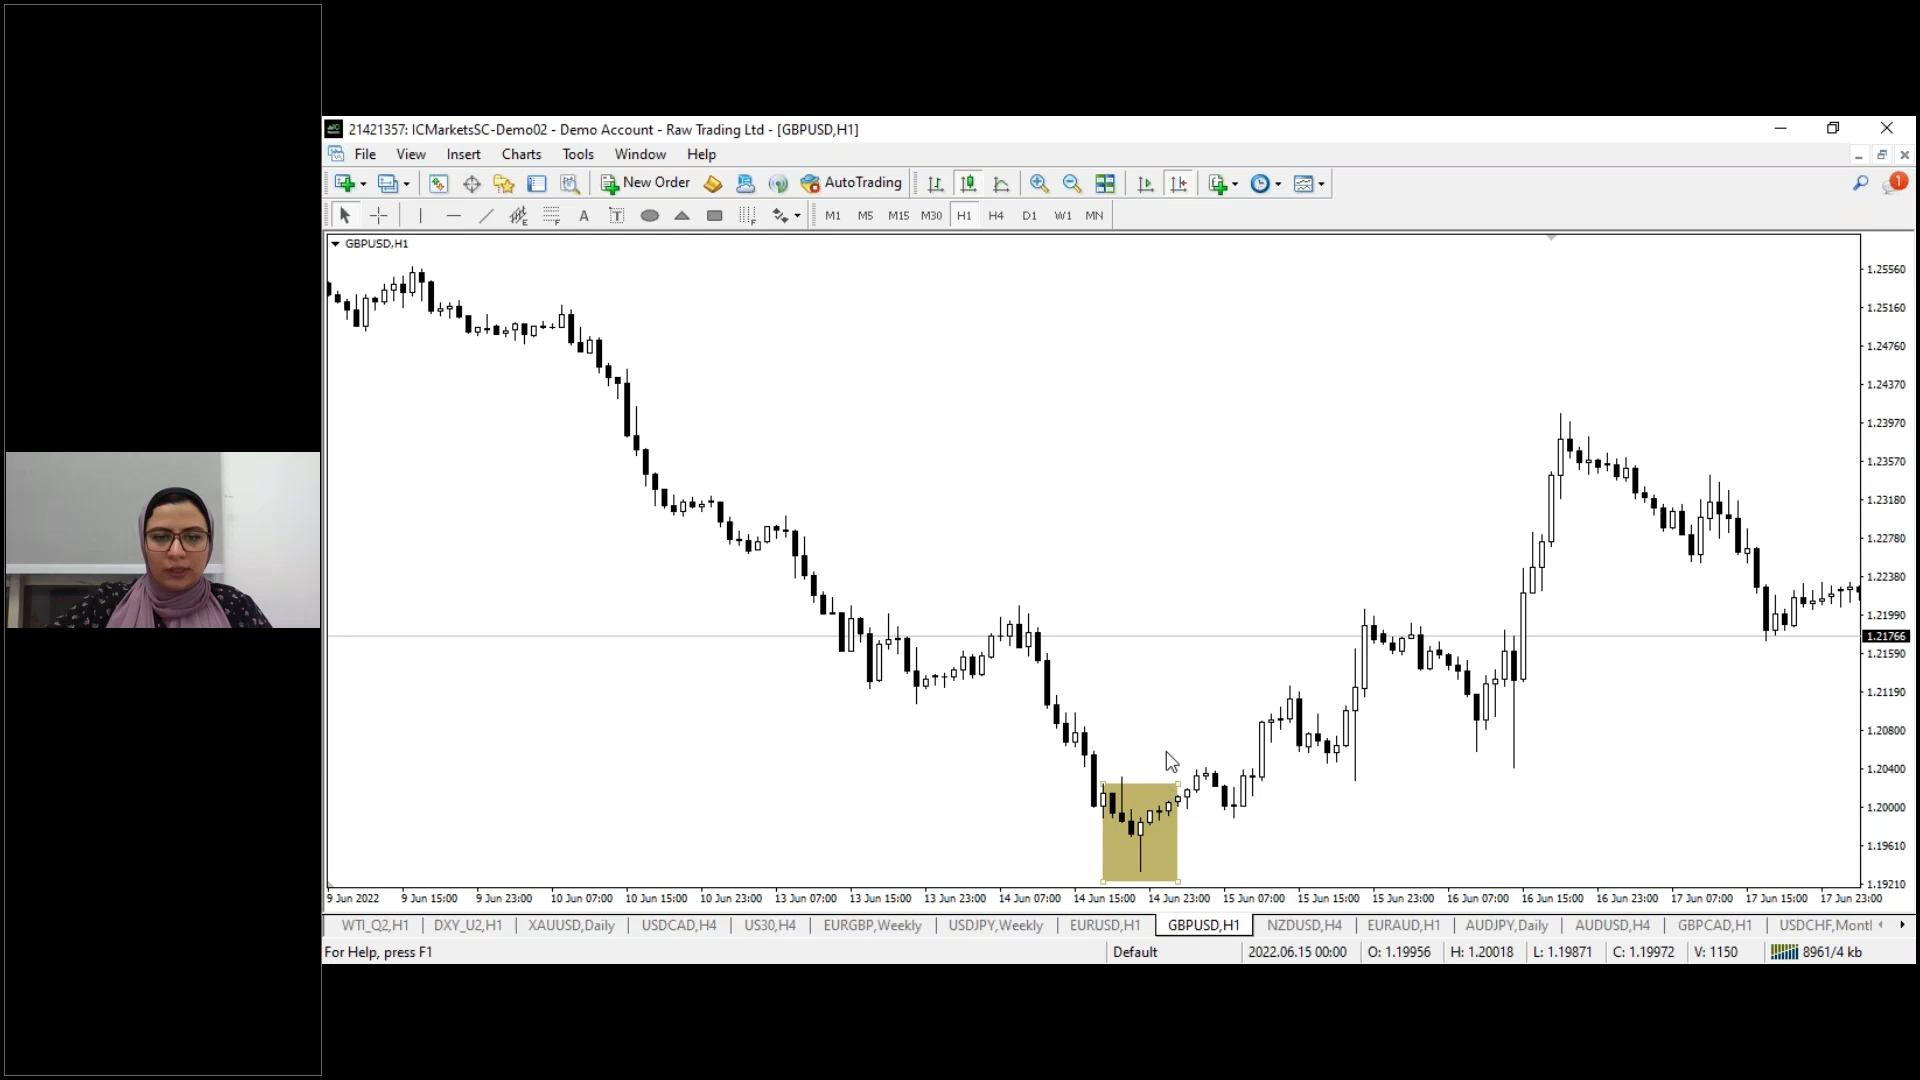 21421357: ICMarketsSC-Demo02 - Demo Account - Raw Trading Ltd - [GBPUSD,H1]
File View Insert Charts Tools Window Help
New Order AutoTrading 1
A T M1 M5 M15 M30 H1 H4 D1 W1 MN
GBPUSD,H1
1.25560
1.25160
1.24760
1.24370
1.23970
1.23570
1.23180
1.22780
1.22380
1.21990
1.21766
1.21590
1.21190
1.20800
1.20400
1.20000
1.19610
1.19210
9 Jun 2022 9 Jun 15:00 9 Jun 23:00 10 Jun 07:00 10 Jun 15:00 10 Jun 23:00 13 Jun 07:00 13 Jun 15:00 13 Jun 23:00 14 Jun 07:00 14 Jun 15:00 14 Jun 23:00 15 Jun 07:00 15 Jun 15:00 15 Jun 23:00 16 Jun 07:00 16 Jun 15:00 16 Jun 23:00 17 Jun 07:00 17 Jun 15:00 17 Jun 23:00
WTI_Q2,H1 DXY_U2,H1 XAUUSD,Daily USDCAD,H4 US30,H4 EURGBP,Weekly USDJPY,Weekly EURUSD,H1 GBPUSD,H1 NZDUSD,H4 EURAUD,H1 AUDJPY,Daily AUDUSD,H4 GBPCAD,H1 USDCHF,Montl
For Help, press F1 Default 2022.06.15 00:00 O: 1.19956 H: 1.20018 L: 1.19871 C: 1.19972 V: 1150 8961/4 kb